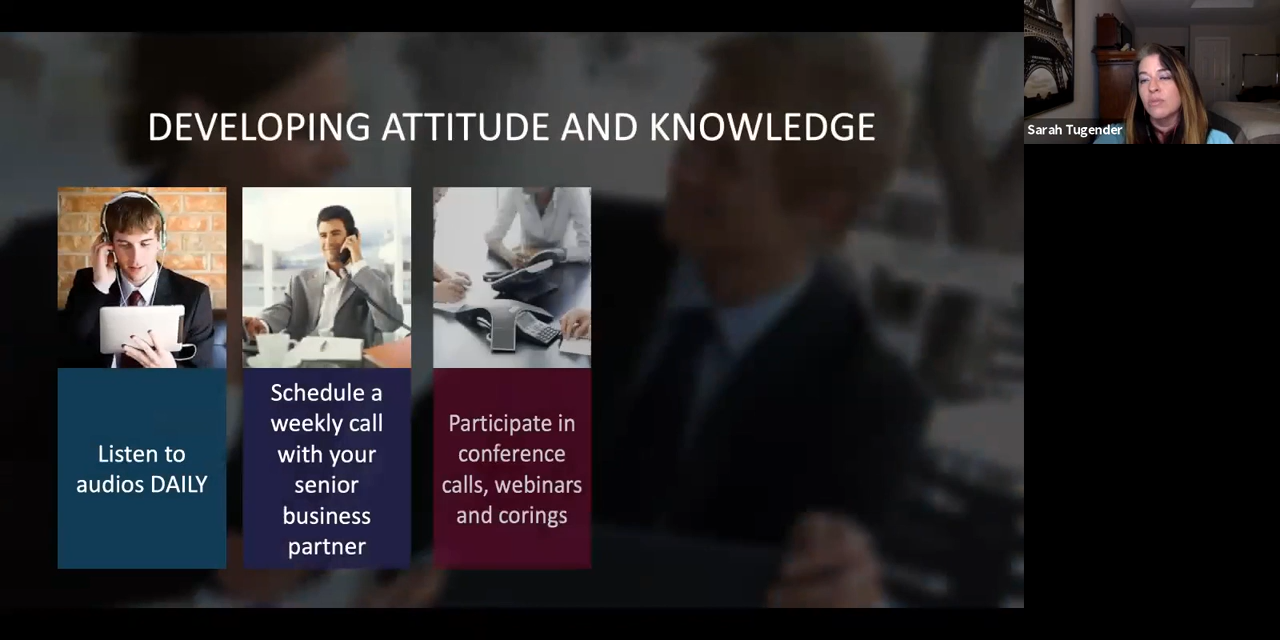 DEVELOPING ATTITUDE AND KNOWLEDGE
Listen to
audios DAILY
Schedule a
weekly call
with your
senior
business
partner
Participate in
conference
calls, webinars
and corings
Sarah Tugender